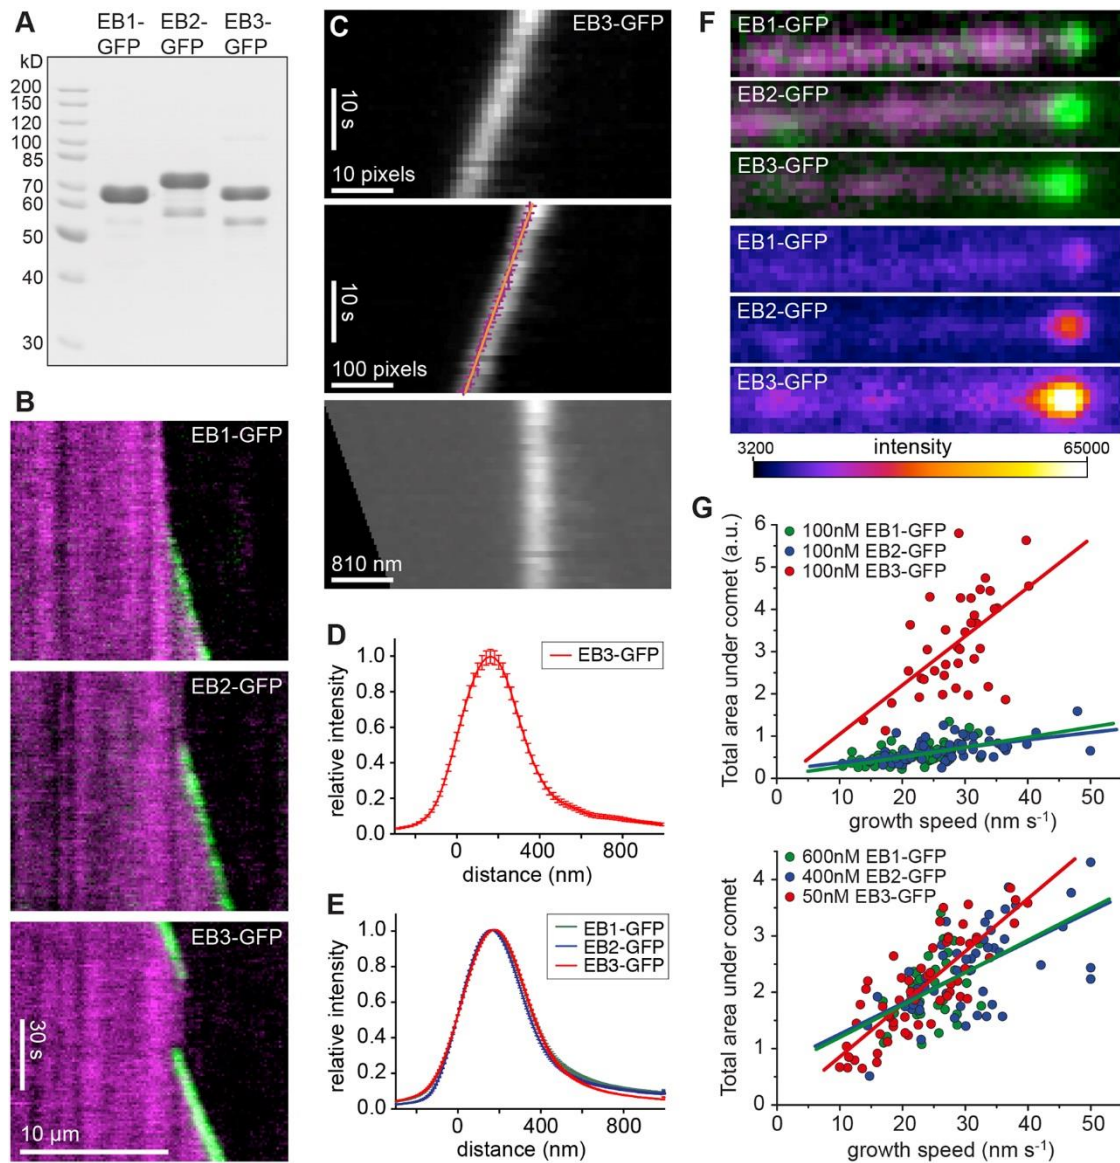 A
EB1-GFP EB2-GFP EB3-GFP
kD
200
150
120
100
85
70
60
50
40
30
B
EB1-GFP
EB2-GFP
EB3-GFP
30 s
10 µm
C
EB3-GFP
10 s
10 pixels
10 s
100 pixels
810 nm
D
EB3-GFP
relative intensity
1.0
0.8
0.6
0.4
0.2
0.0
0 400 800
distance (nm)
E
EB1-GFP
EB2-GFP
EB3-GFP
relative intensity
1.0
0.8
0.6
0.4
0.2
0.0
0 400 800
distance (nm)
F
EB1-GFP
EB2-GFP
EB3-GFP
EB1-GFP
EB2-GFP
EB3-GFP
3200 intensity 65000
G
100nM EB1-GFP
100nM EB2-GFP
100nM EB3-GFP
Total area under comet (a.u.)
6
5
4
3
2
1
0
0 10 20 30 40 50
growth speed (nm s-1)
600nM EB1-GFP
400nM EB2-GFP
50nM EB3-GFP
Total area under comet
4
3
2
1
0
0 10 20 30 40 50
growth speed (nm s-1)